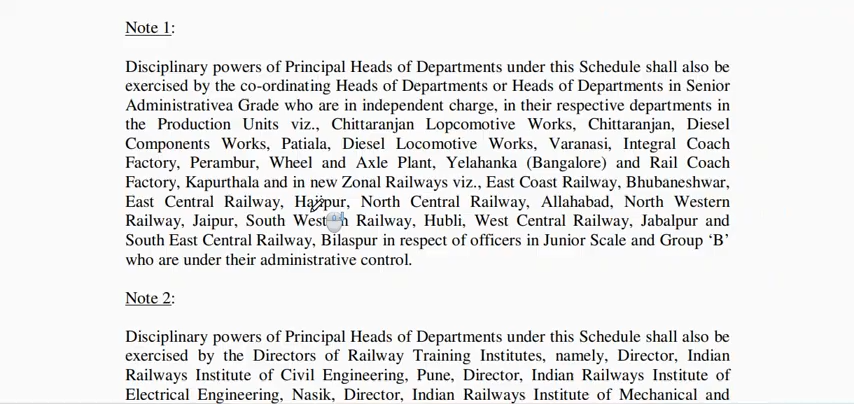 Note 1:
Disciplinary powers of Principal Heads of Departments under this Schedule shall also be
exercised by the co-ordinating Heads of Departments or Heads of Departments in Senior
Administrativea Grade who are in independent charge, in their respective departments in
the Production Units viz., Chittaranjan Lopcomotive Works, Chittaranjan, Diesel
Components Works, Patiala, Diesel Locomotive Works, Varanasi, Integral Coach
Factory, Perambur, Wheel and Axle Plant, Yelahanka (Bangalore) and Rail Coach
Factory, Kapurthala and in new Zonal Railways viz., East Coast Railway, Bhubaneshwar,
East Central Railway, Hajipur, North Central Railway, Allahabad, North Western
Railway, Jaipur, South Western Railway, Hubli, West Central Railway, Jabalpur and
South East Central Railway, Bilaspur in respect of officers in Junior Scale and Group ‘B’
who are under their administrative control.
Note 2:
Disciplinary powers of Principal Heads of Departments under this Schedule shall also be
exercised by the Directors of Railway Training Institutes, namely, Director, Indian
Railways Institute of Civil Engineering, Pune, Director, Indian Railways Institute of
Electrical Engineering, Nasik, Director, Indian Railways Institute of Mechanical and